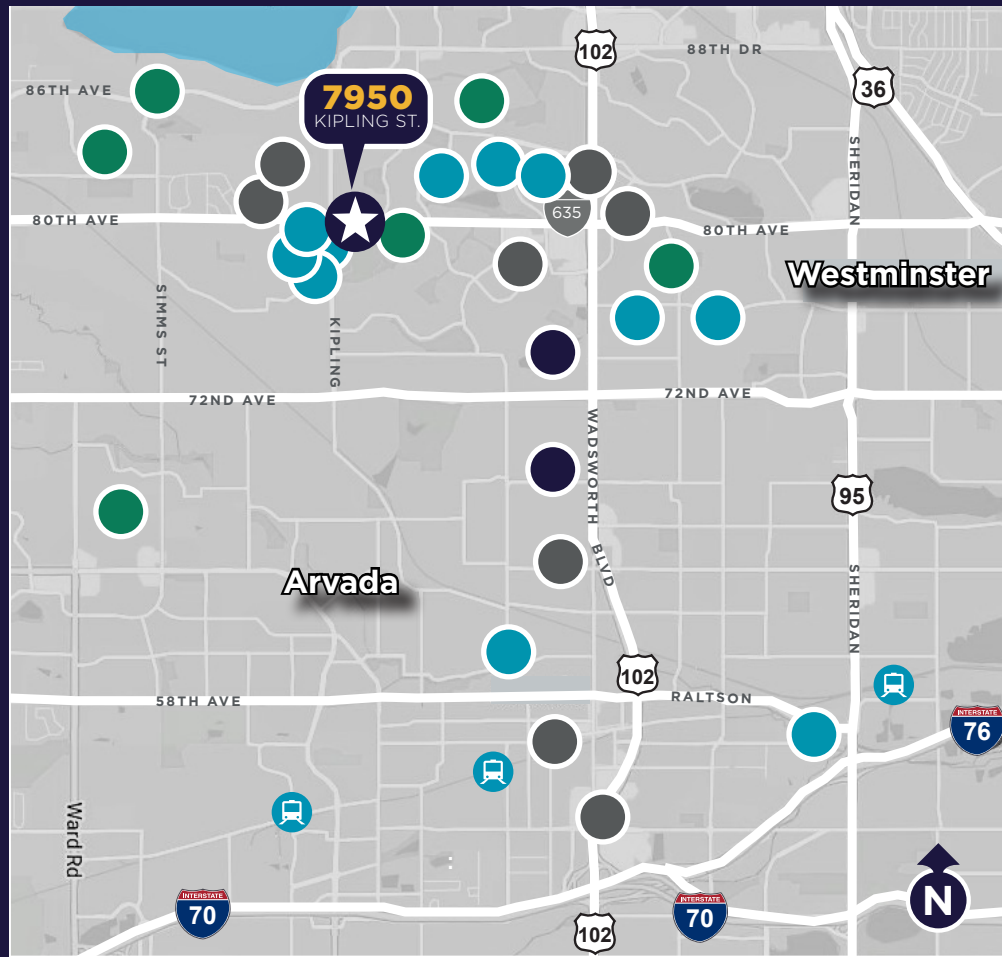 102
88TH DR
36
86TH AVE
7950
KIPLING ST.
SHERIDAN
635
80TH AVE
80TH AVE
Westminster
SIMMS ST
KIPLING
72ND AVE
72ND AVE
WADSWORTH BLVD
95
Arvada
SHERIDAN
102
58TH AVE
RALTSON
INTERSTATE
76
Ward Rd
INTERSTATE
70
INTERSTATE
70
N
102